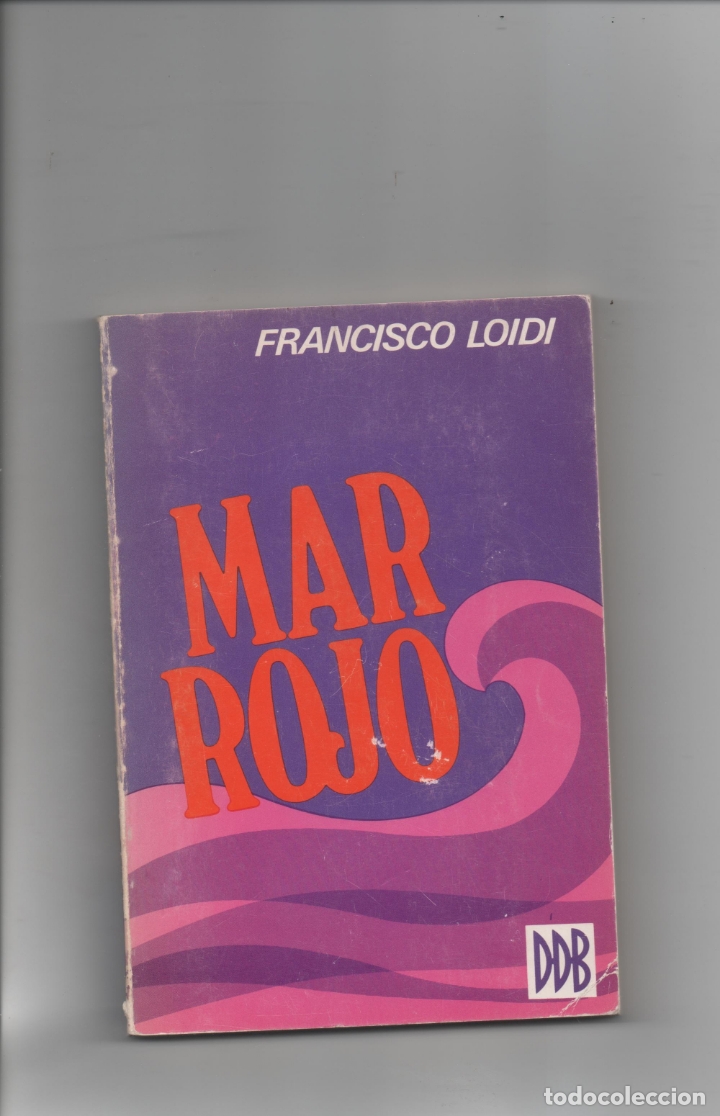 FRANCISCO LOIDI
MAR
ROJO
DDB
todocoleccion